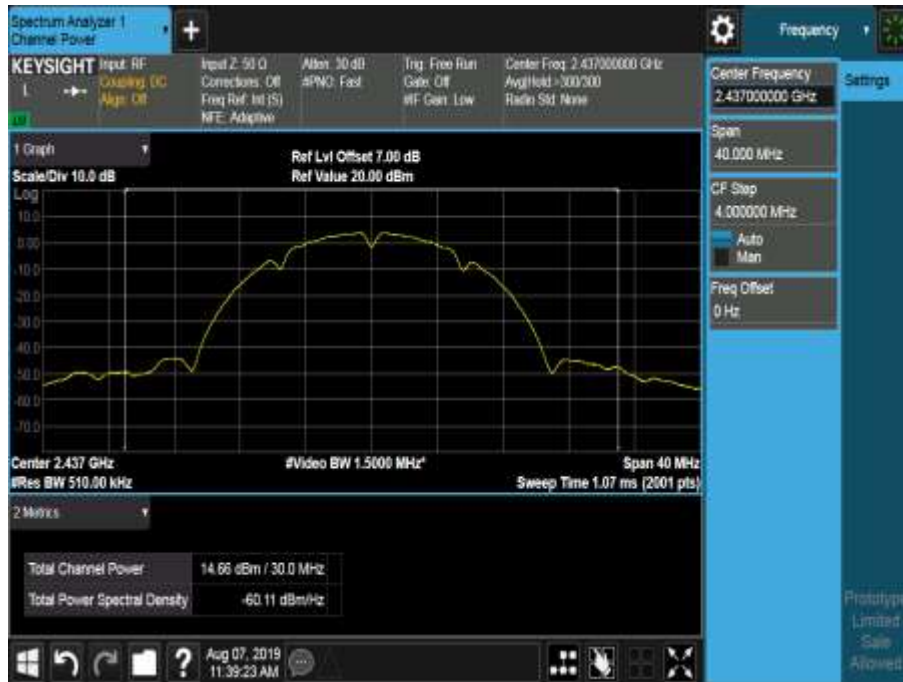 Spectrum Analyzer 1
Channel Power
Frequency
KEYSIGHT
L
Input: RF
Coupling: DC
Align: Off
Input Z: 50 Ω
Corrections: Off
Freq Ref: Int (S)
NFE: Adaptive
Atten: 30 dB
#PNO: Fast
Trig: Free Run
Gate: Off
#IF Gain: Low
Center Freq: 2.437000000 GHz
Avg|Hold:>300/300
Radio Std: None
Center Frequency
2.437000000 GHz
Settings
Span
40.000 MHz
CF Step
4.000000 MHz
Auto
Man
Freq Offset
0 Hz
1 Graph
Scale/Div 10.0 dB
Ref Lvl Offset 7.00 dB
Ref Value 20.00 dBm
Log
10.0
0.00
-10.0
-20.0
-30.0
-40.0
-50.0
-60.0
-70.0
Center 2.437 GHz
#Res BW 510.00 kHz
#Video BW 1.5000 MHz*
Span 40 MHz
Sweep Time 1.07 ms (2001 pts)
2 Metrics
Total Channel Power
14.66 dBm / 30.0 MHz
Total Power Spectral Density
-60.11 dBm/Hz
Aug 07, 2019
11:39:23 AM
Prototype
Limited
Sale
Allowed